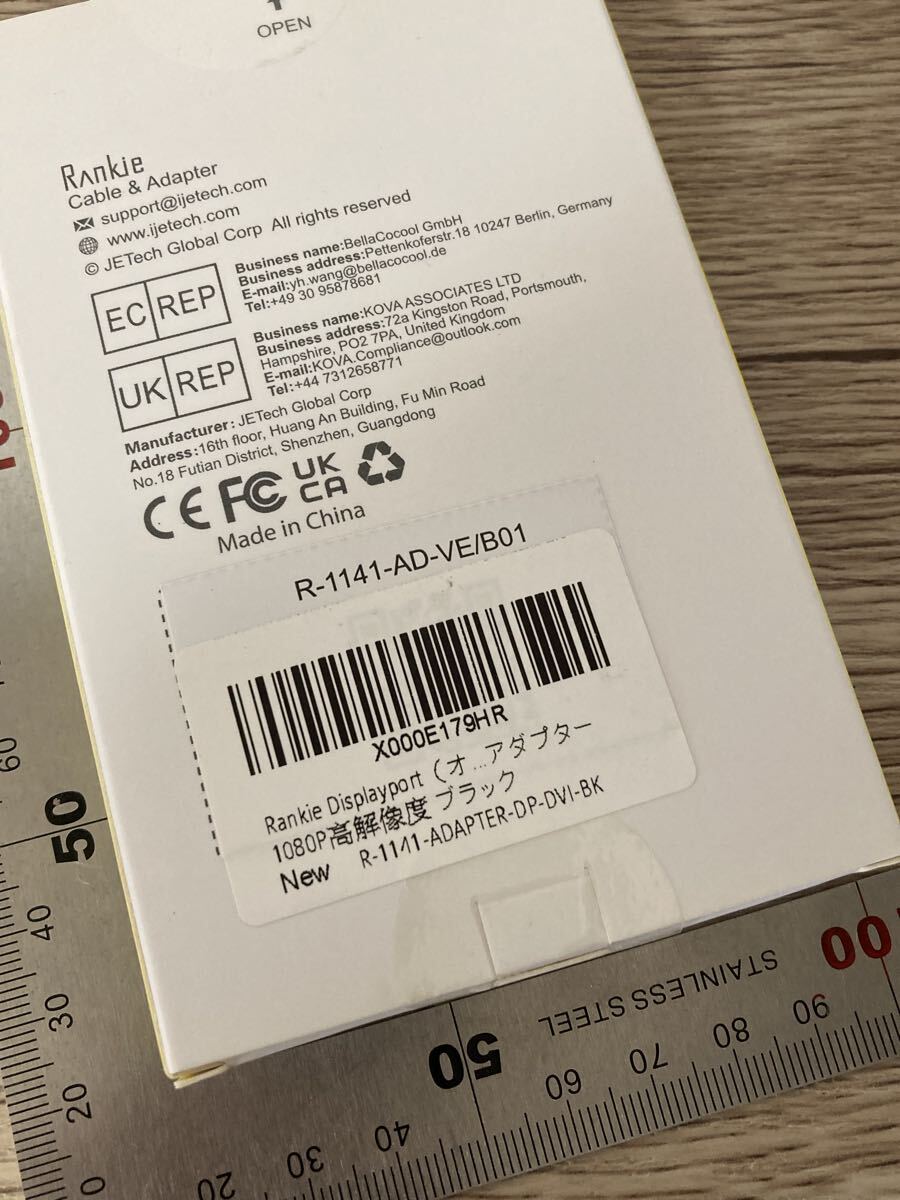 OPEN
Rankie
Cable & Adapter
support@ijetech.com
www.ijetech.com
© JETech Global Corp All rights reserved
EC REP
Business name:BellaCocool GmbH
Business address:Pettenkoferstr.18 10247 Berlin, Germany
E-mail:yh.wang@bellacocool.de
Tel:+49 30 95878681
UK REP
Business name:KOVA ASSOCIATES LTD
Business address:72a Kingston Road, Portsmouth,
Hampshire, PO2 7PA, United Kingdom
E-mail:KOVA.Compliance@outlook.com
Tel:+44 7312658771
Manufacturer:JETech Global Corp
Address:16th floor, Huang An Building, Fu Min Road
No.18 Futian District, Shenzhen, Guangdong
CE FC UK
CA
Made in China
R-1141-AD-VE/B01
X000E179HR
Rankie Displayport（オ...アダプター
1080P高解像度 ブラック
New R-1141-ADAPTER-DP-DVI-BK
60
50
40
30
20
0
20
30
40
50
60
70
80
90
100
STAINLESS STEEL